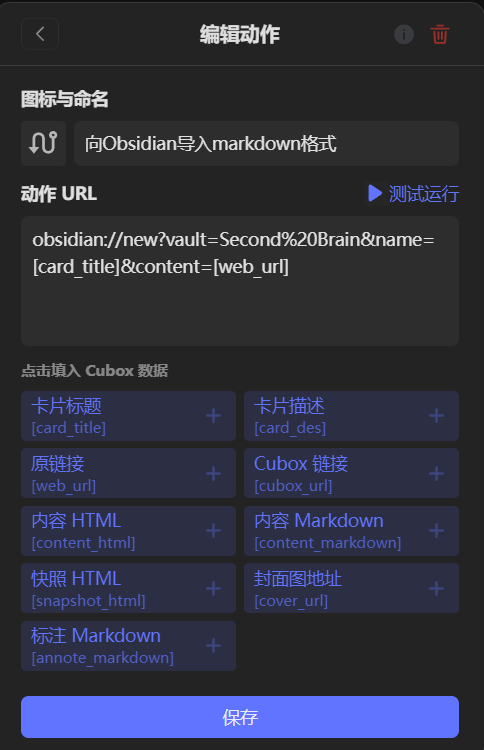 编辑动作
图标与命名
向Obsidian导入markdown格式
动作 URL
测试运行
obsidian://new?vault=Second%20Brain&name=
[card_title]&content=[web_url]
点击填入 Cubox 数据
卡片标题
[card_title]
卡片描述
[card_des]
原链接
[web_url]
Cubox 链接
[cubox_url]
内容 HTML
[content_html]
内容 Markdown
[content_markdown]
快照 HTML
[snapshot_html]
封面图地址
[cover_url]
标注 Markdown
[annote_markdown]
保存